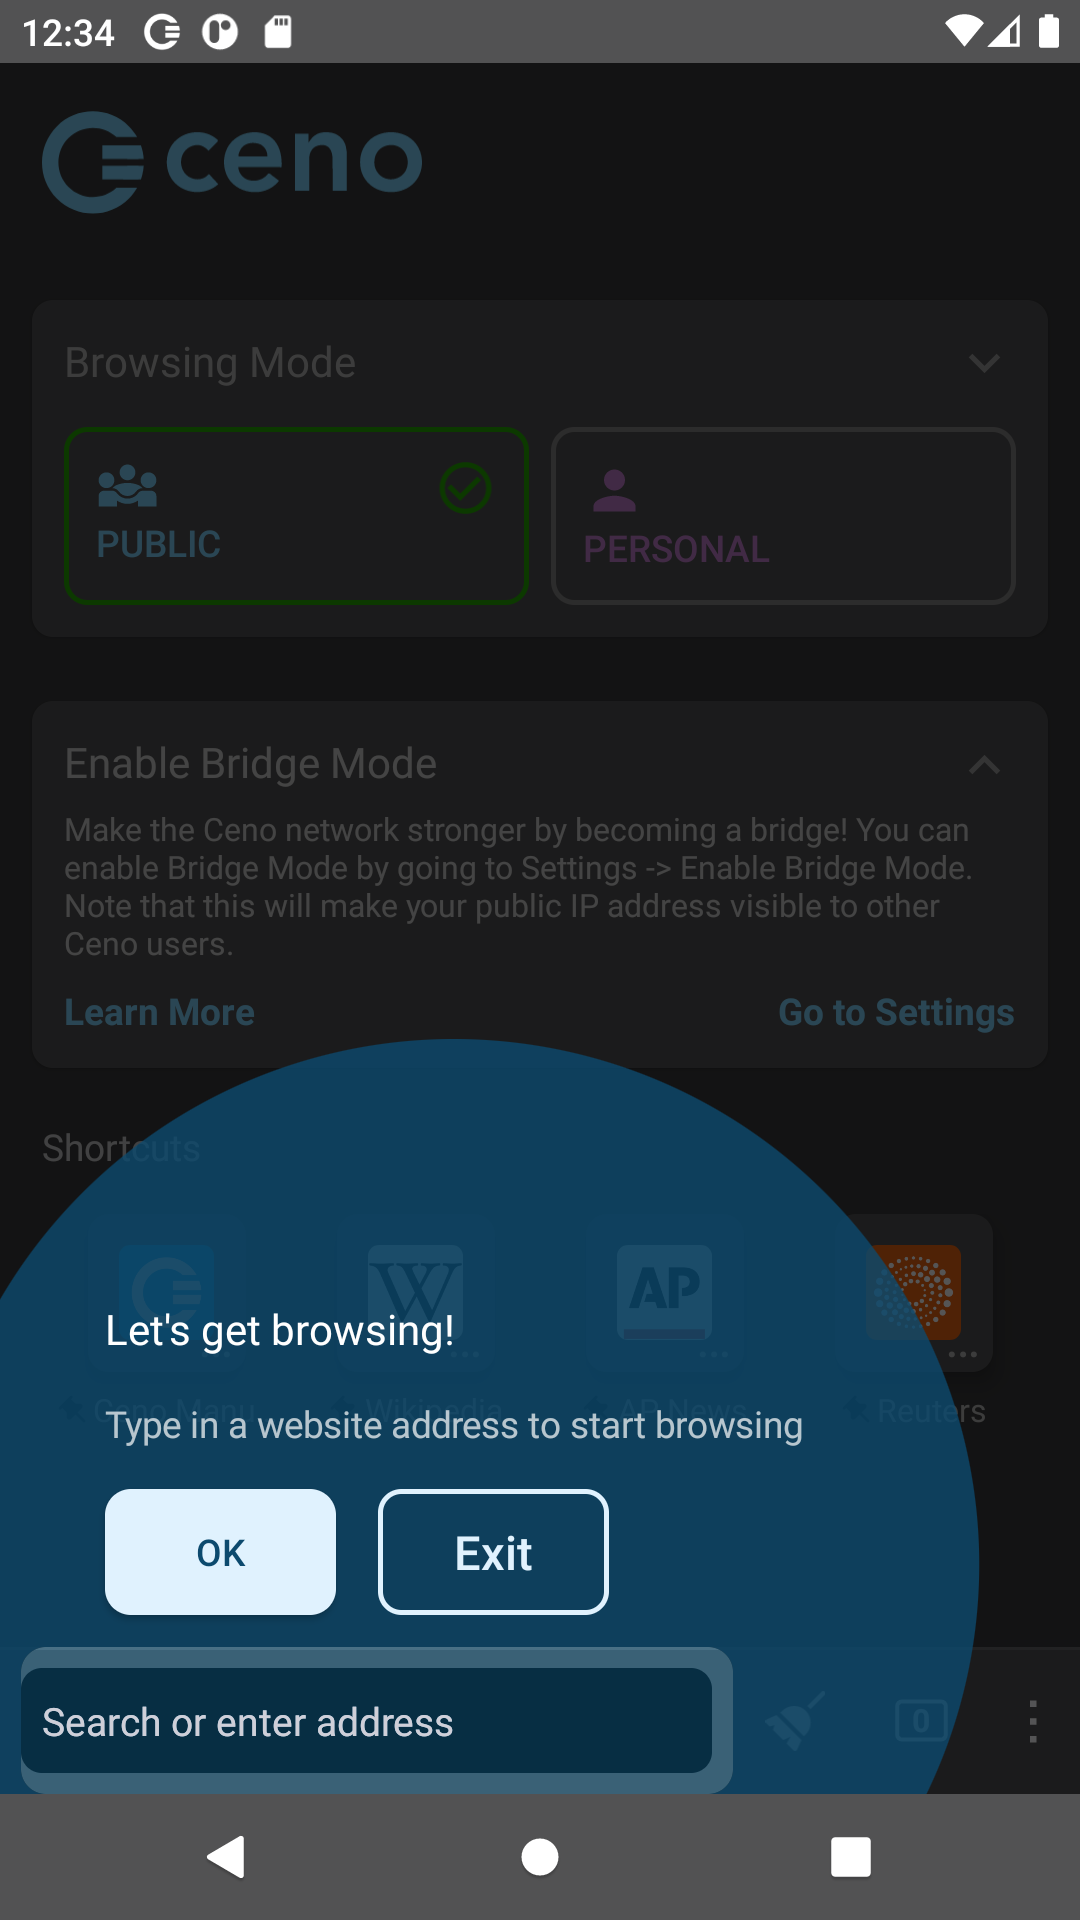 12:34
ceno
Browsing Mode
PUBLIC
PERSONAL
Enable Bridge Mode
Make the Ceno network stronger by becoming a bridge! You can
enable Bridge Mode by going to Settings -> Enable Bridge Mode.
Note that this will make your public IP address visible to other
Ceno users.
Learn More
Go to Settings
Shortcuts
W
AP
Let's get browsing!
Ceno Manu
Wikipedia
AP News
Reuters
Type in a website address to start browsing
OK
Exit
Search or enter address
0